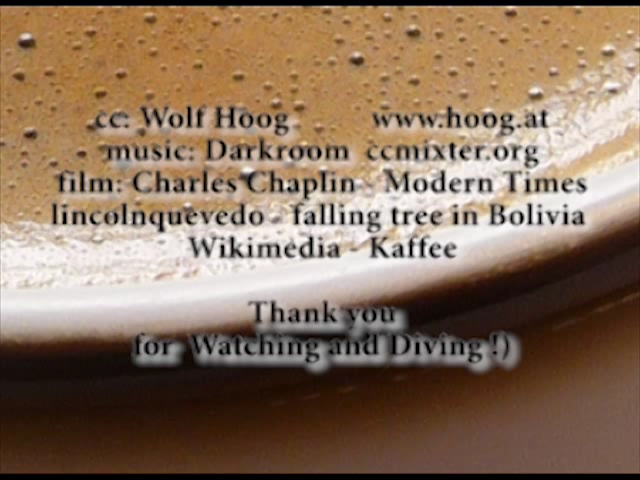 cc: Wolf Hoog www.hoog.at
music: Darkroom ccmixter.org
film: Charles Chaplin - Modern Times
lincolnquevedo - falling tree in Bolivia
Wikimedia - Kaffee
Thank you
for Watching and Diving !)